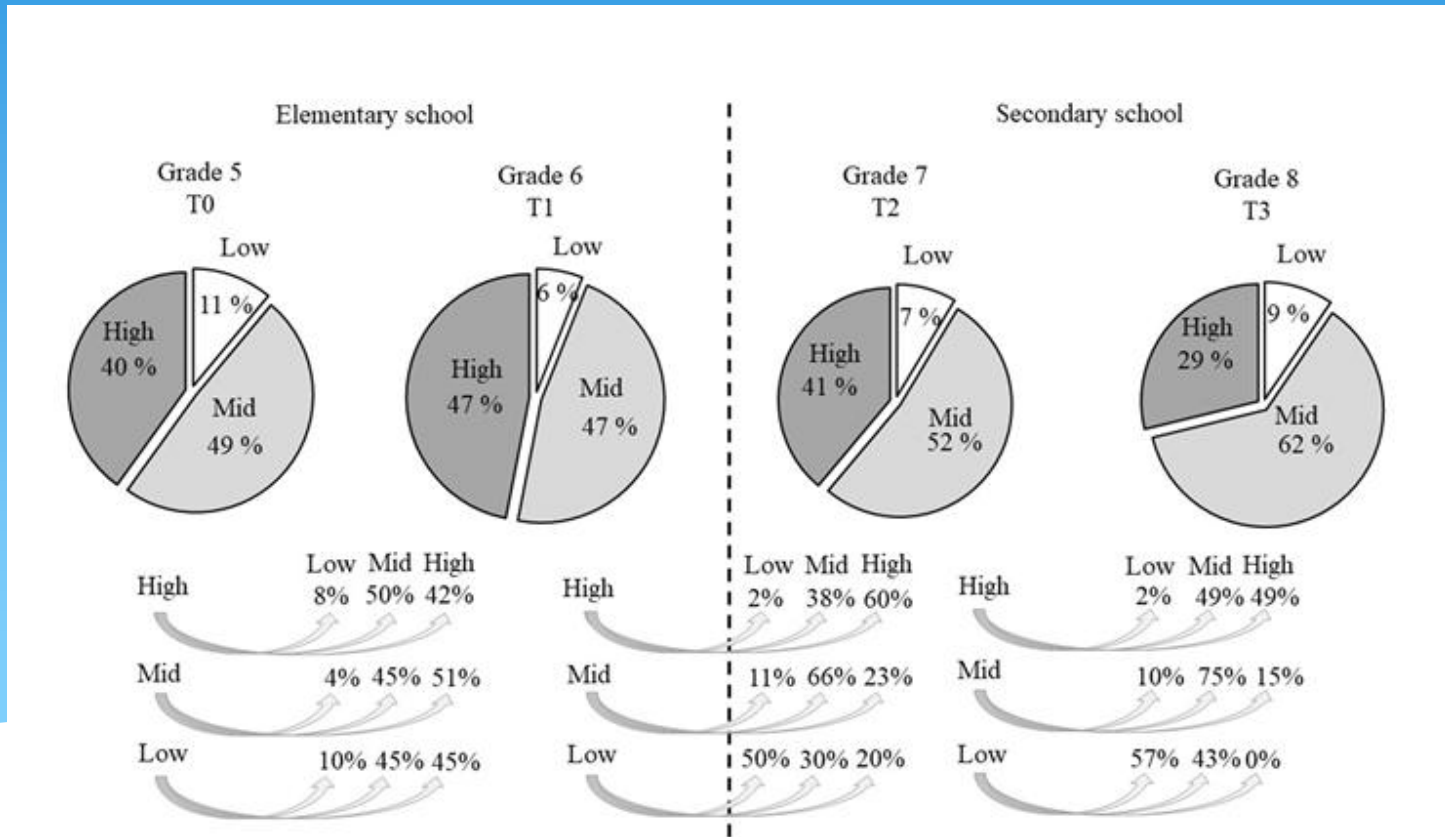 Elementary school
Secondary school
Grade 5
T0
Grade 6
T1
Grade 7
T2
Grade 8
T3
Low
11 %
High
40 %
Mid
49 %
Low
6 %
High
47 %
Mid
47 %
Low
7 %
High
41 %
Mid
52 %
Low
9 %
High
29 %
Mid
62 %
High
Low Mid High
8% 50% 42%
Mid
4% 45% 51%
Low
10% 45% 45%
High
Low Mid High
2% 38% 60%
Mid
11% 66% 23%
Low
50% 30% 20%
High
Low Mid High
2% 49% 49%
Mid
10% 75% 15%
Low
57% 43% 0%